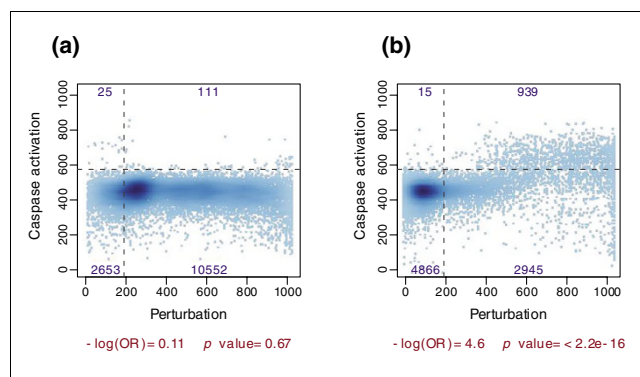 (a)
(b)
25 111
15 939
Caspase activation
0 200 400 600 800 1000
Caspase activation
0 200 400 600 800 1000
2653 10552
4866 2945
0 200 400 600 800 1000
0 200 400 600 800 1000
Perturbation
Perturbation
- log(OR) = 0.11 p value= 0.67
- log(OR) = 4.6 p value= < 2.2e- 16